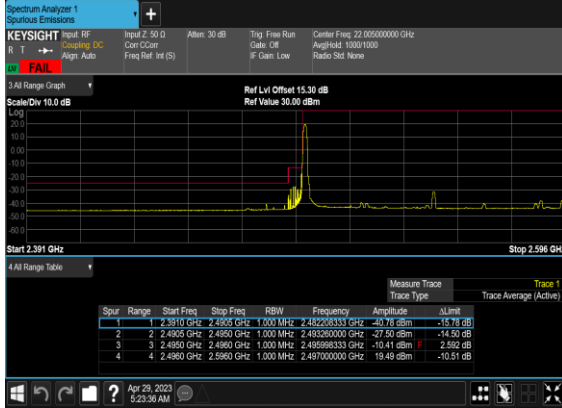 Spectrum Analyzer 1
Spurious Emissions
+
KEYSIGHT Input: RF Input Z: 50 Ω Atten: 30 dB Trig: Free Run Center Freq: 22.005000000 GHz
R T Coupling: DC Corr CCorr Gate: Off Avg|Hold: 1000/1000
Align: Auto Freq Ref: Int (S) IF Gain: Low Radio Std: None
FAIL
3 All Range Graph
Ref Lvl Offset 15.30 dB
Scale/Div 10.0 dB Ref Value 30.00 dBm
Log
20.0
10.0
0.00
-10.0
-20.0
-30.0
-40.0
-50.0
-60.0
Start 2.391 GHz Stop 2.596 GH
4 All Range Table
Measure Trace Trace 1
Trace Type Trace Average (Active)
Spur Range Start Freq Stop Freq RBW Frequency Amplitude ΔLimit
1 1 2.3910 GHz 2.4905 GHz 1.000 MHz 2.482208333 GHz -40.78 dBm -15.78 dB
2 2 2.4905 GHz 2.4950 GHz 1.000 MHz 2.493260000 GHz -27.50 dBm -14.50 dB
3 3 2.4950 GHz 2.4960 GHz 1.000 MHz 2.495998333 GHz -10.41 dBm F 2.592 dB
4 4 2.4960 GHz 2.5960 GHz 1.000 MHz 2.497000000 GHz 19.49 dBm -10.51 dB
?
Apr 29, 2023
5:23:36 AM